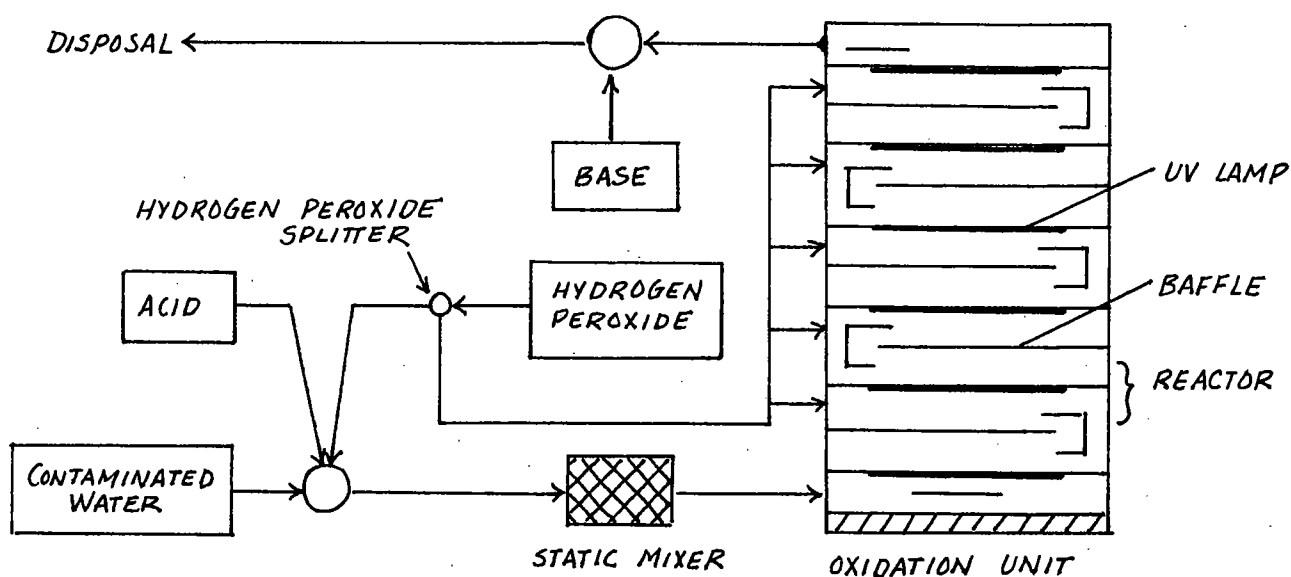 DISPOSAL
BASE
UV LAMP
HYDROGEN PEROXIDE
SPLITTER
ACID
HYDROGEN
PEROXIDE
BAFFLE
REACTOR
CONTAMINATED
WATER
STATIC MIXER
OXIDATION UNIT